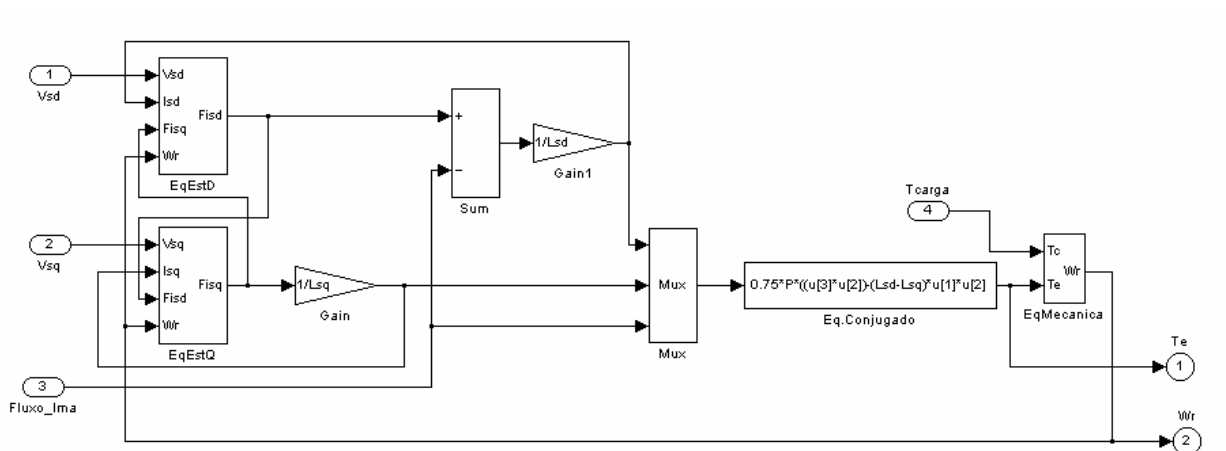 1
Vsd
Vsd
Isd
Fisq
Wr
Fisd
EqEstD
2
Vsq
Vsq
Isq
Fisd
Wr
Fisq
EqEstQ
3
Fluxo_Ima
1/Lsq
Gain
+
−
Sum
1/Lsd
Gain1
Mux
Mux
0.75*P*((u[3]*u[2])-(Lsd-Lsq)*u[1]*u[2]
Eq.Conjugado
Tcarga
4
Tc
Te
Wr
EqMecanica
Te
1
Wr
2